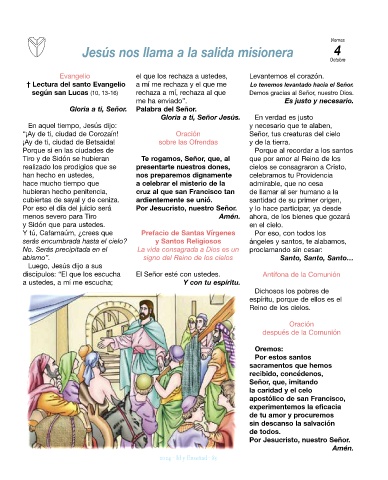 Viernes
4
Octubre
Jesús nos llama a la salida misionera
Evangelio
† Lectura del santo Evangelio
según san Lucas (10, 13-16)
Gloria a ti, Señor.
En aquel tiempo, Jesús dijo:
"¡Ay de ti, ciudad de Corozaín!
¡Ay de ti, ciudad de Betsaida!
Porque si en las ciudades de
Tiro y de Sidón se hubieran
realizado los prodigios que se
han hecho en ustedes,
hace mucho tiempo que
hubieran hecho penitencia,
cubiertas de sayal y de ceniza.
Por eso el día del juicio será
menos severo para Tiro
y Sidón que para ustedes.
Y tú, Cafarnaúm, ¿crees que
serás encumbrada hasta el cielo?
No. Serás precipitada en el
abismo".
Luego, Jesús dijo a sus
discípulos: "El que los escucha
a ustedes, a mí me escucha;
el que los rechaza a ustedes,
a mí me rechaza y el que me
rechaza a mí, rechaza al que
me ha enviado".
Palabra del Señor.
Gloria a ti, Señor Jesús.
Oración
sobre las Ofrendas
Te rogamos, Señor, que, al
presentarte nuestros dones,
nos preparemos dignamente
a celebrar el misterio de la
cruz al que san Francisco tan
ardientemente se unió.
Por Jesucristo, nuestro Señor.
Amén.
Prefacio de Santas Vírgenes
y Santos Religiosos
La vida consagrada a Dios es un
signo del Reino de los cielos
El Señor esté con ustedes.
Y con tu espíritu.
Levantemos el corazón.
Lo tenemos levantado hacia el Señor.
Demos gracias al Señor, nuestro Dios.
Es justo y necesario.
En verdad es justo
y necesario que te alaben,
Señor, tus creaturas del cielo
y de la tierra.
Porque al recordar a los santos
que por amor al Reino de los
cielos se consagraron a Cristo,
celebramos tu Providencia
admirable, que no cesa
de llamar al ser humano a la
santidad de su primer origen,
y lo hace participar, ya desde
ahora, de los bienes que gozará
en el cielo.
Por eso, con todos los
ángeles y santos, te alabamos,
proclamando sin cesar:
Santo, Santo, Santo...
Antífona de la Comunión
Dichosos los pobres de
espíritu, porque de ellos es el
Reino de los cielos.
Oración
después de la Comunión
Oremos:
Por estos santos
sacramentos que hemos
recibido, concédenos,
Señor, que, imitando
la caridad y el celo
apostólico de san Francisco,
experimentemos la eficacia
de tu amor y procuremos
sin descanso la salvación
de todos.
Por Jesucristo, nuestro Señor.
Amén.